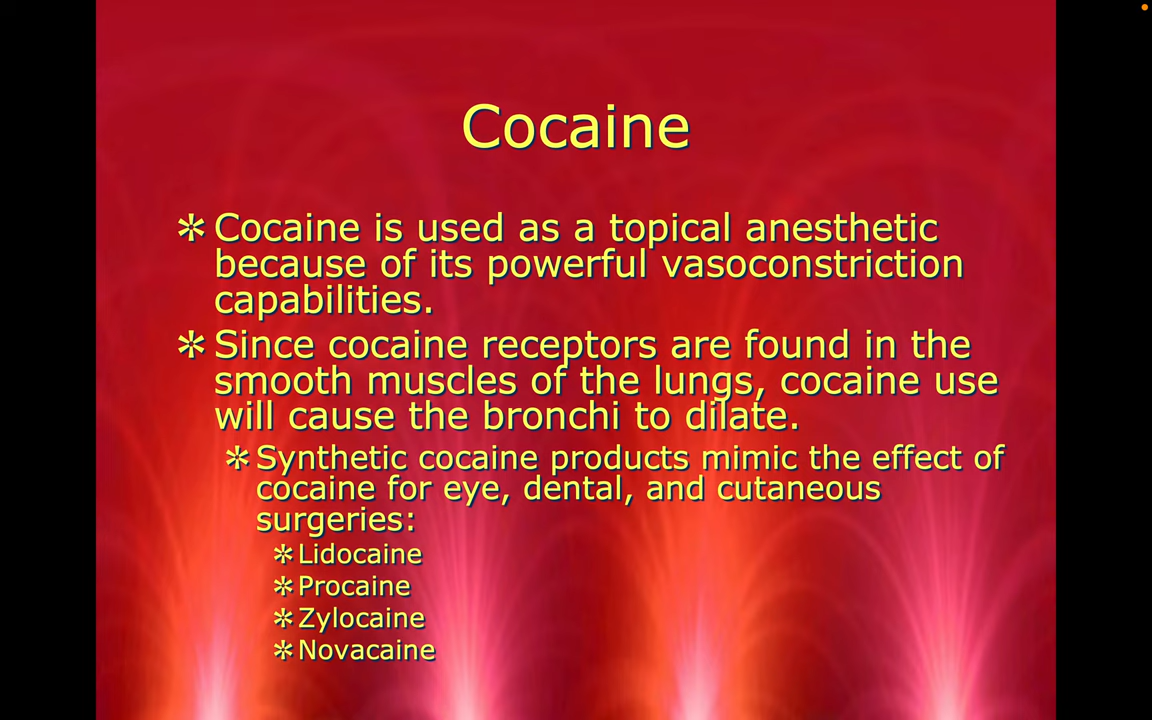 Cocaine
✻ Cocaine is used as a topical anesthetic
because of its powerful vasoconstriction
capabilities.
✻ Since cocaine receptors are found in the
smooth muscles of the lungs, cocaine use
will cause the bronchi to dilate.
✻ Synthetic cocaine products mimic the effect of
cocaine for eye, dental, and cutaneous
surgeries:
✻ Lidocaine
✻ Procaine
✻ Zylocaine
✻ Novacaine